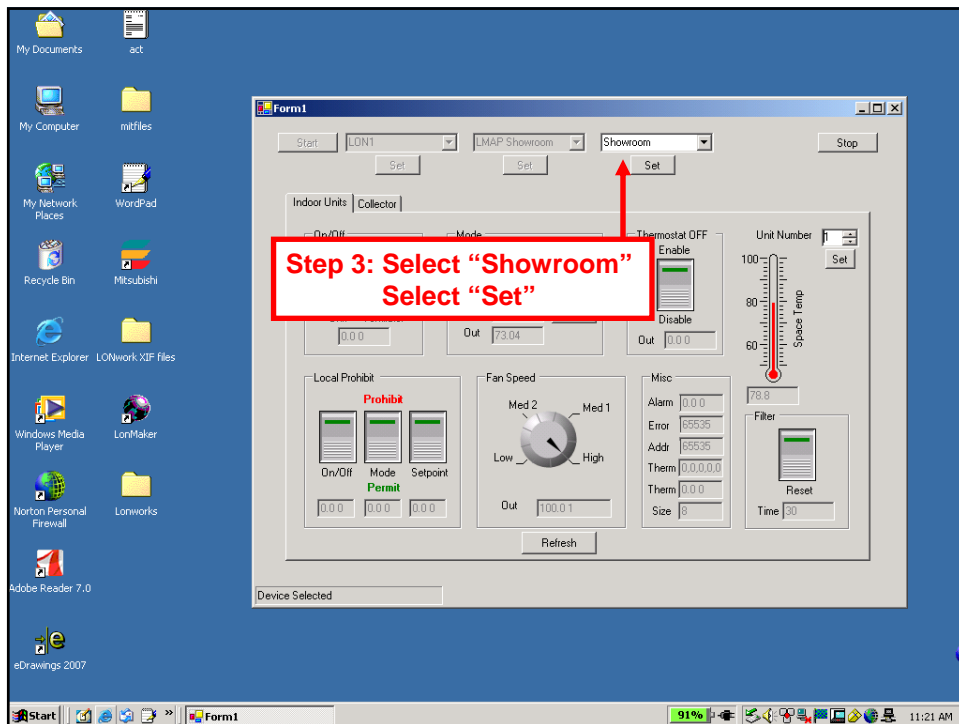 My Documents
act
My Computer
mitfiles
My Network
Places
WordPad
Recycle Bin
Mitsubishi
Internet Explorer
LONwork XIF files
Windows Media
Player
LonMaker
Norton Personal
Firewall
Lonworks
Adobe Reader 7.0
eDrawings 2007
Form1
Start
LON1
LMAP Showroom
Showroom
Stop
Set
Set
Set
Indoor Units
Collector
On/Off
Mode
Thermostat OFF
Enable
Disable
Out 0.0 0
Unit Number 1
Set
100
80
60
Space Temp
78.8
Step 3: Select “Showroom”
Select “Set”
0.0 0
Out 73.04
Local Prohibit
Prohibit
On/Off Mode Setpoint
Permit
0.0 0 0.0 0 0.0 0
Fan Speed
Med 2
Med 1
Low
High
Out 100.0 1
Misc
Alarm 0.0 0
Error 65535
Addr 65535
Therm 0,0,0,0,0
Therm 0.0 0
Size 8
Filter
Reset
Time 30
Refresh
Device Selected
Start
Form1
91%
11:21 AM